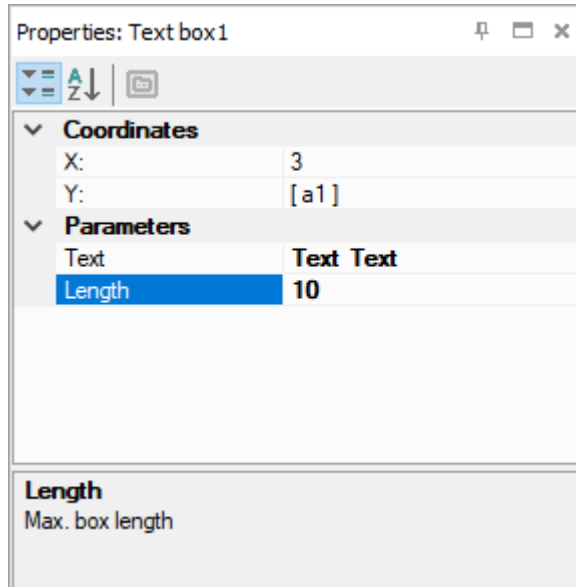 Properties: Text box1
A
Z
Coordinates
X: 3
Y: [a1]
Parameters
Text Text Text
Length 10
Length
Max. box length